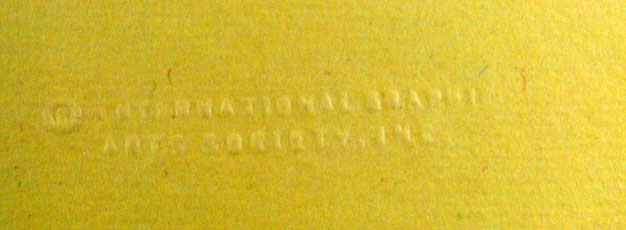 © INTERNATIONAL GRAPHIC
ARTS SOCIETY, INC.